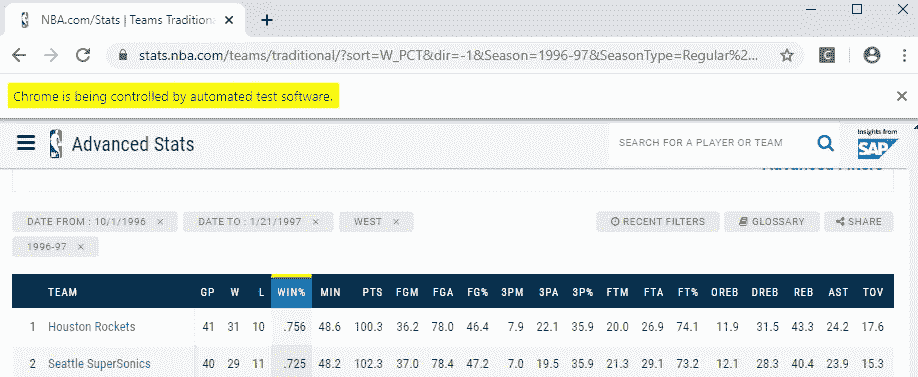 NBA.com/Stats | Teams Traditiona
stats.nba.com/teams/traditional/?sort=W_PCT&dir=-1&Season=1996-97&SeasonType=Regular%2...
Chrome is being controlled by automated test software.
Advanced Stats
SEARCH FOR A PLAYER OR TEAM
Insights from
SAP
DATE FROM : 10/1/1996 × DATE TO : 1/21/1997 × WEST × RECENT FILTERS GLOSSARY SHARE
1996-97 ×
TEAM GP W L WIN% MIN PTS FGM FGA FG% 3PM 3PA 3P% FTM FTA FT% OREB DREB REB AST TOV
1 Houston Rockets 41 31 10 .756 48.6 100.3 36.2 78.0 46.4 7.9 22.1 35.9 20.0 26.9 74.1 11.9 31.5 43.3 24.2 17.6
2 Seattle SuperSonics 40 29 11 .725 48.2 102.3 37.0 78.4 47.2 7.0 19.5 35.9 21.3 29.1 73.2 12.1 28.3 40.4 23.9 15.3